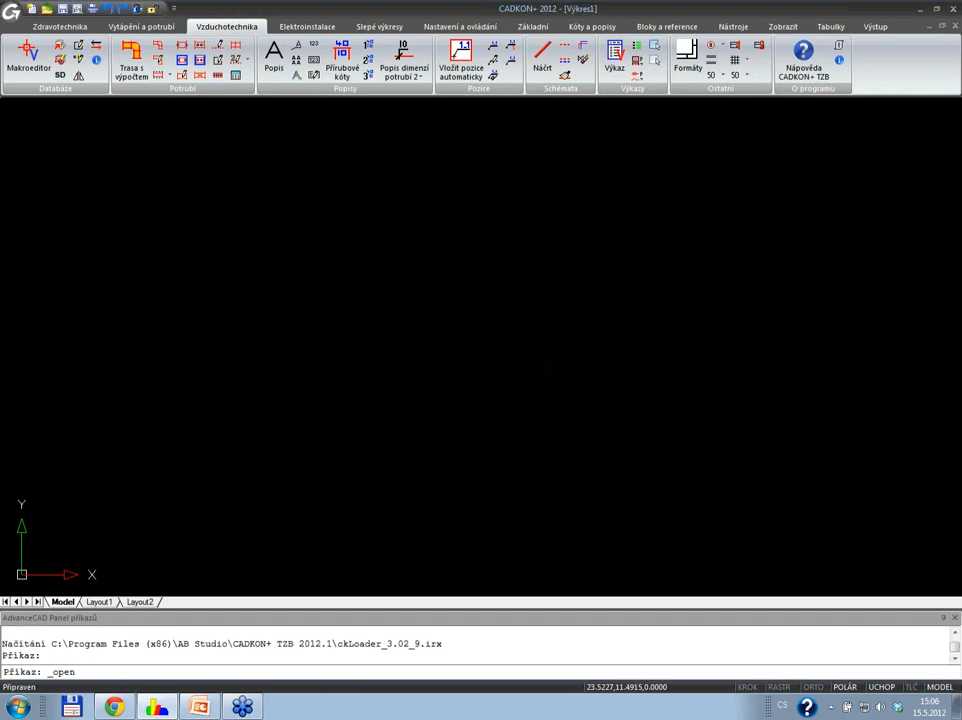 CADKON+ 2012 - [Výkres1]
Zdravotechnika Vytápění a potrubí Vzduchotechnika Elektroinstalace Slepé výkresy Nastavení a ovládání Základní Kóty a popisy Bloky a reference Nástroje Zobrazit Tabulky Výstup
Makroeditor
SD
Databáze
Trasa s výpočtem
Potrubí
Popis
Přírubové kóty
Popis dimenzí potrubí 2
Popisy
Vložit pozice automaticky
Pozice
Náčrt
Schémata
Výkaz
Výkazy
Formáty
50 50
Ostatní
Nápověda CADKON+ TZB
O programu
Y
X
Model Layout1 Layout2
AdvanceCAD Panel příkazů
Načítání C:\Program Files (x86)\AB Studio\CADKON+ TZB 2012.1\ckLoader_3.02_9.irx
Příkaz:
Příkaz: _open
Připraven
23.5227,11.4915,0.0000
KROK RASTR ORTO POLÁR UCHOP TLČ MODEL
CS
15:06
15.5.2012